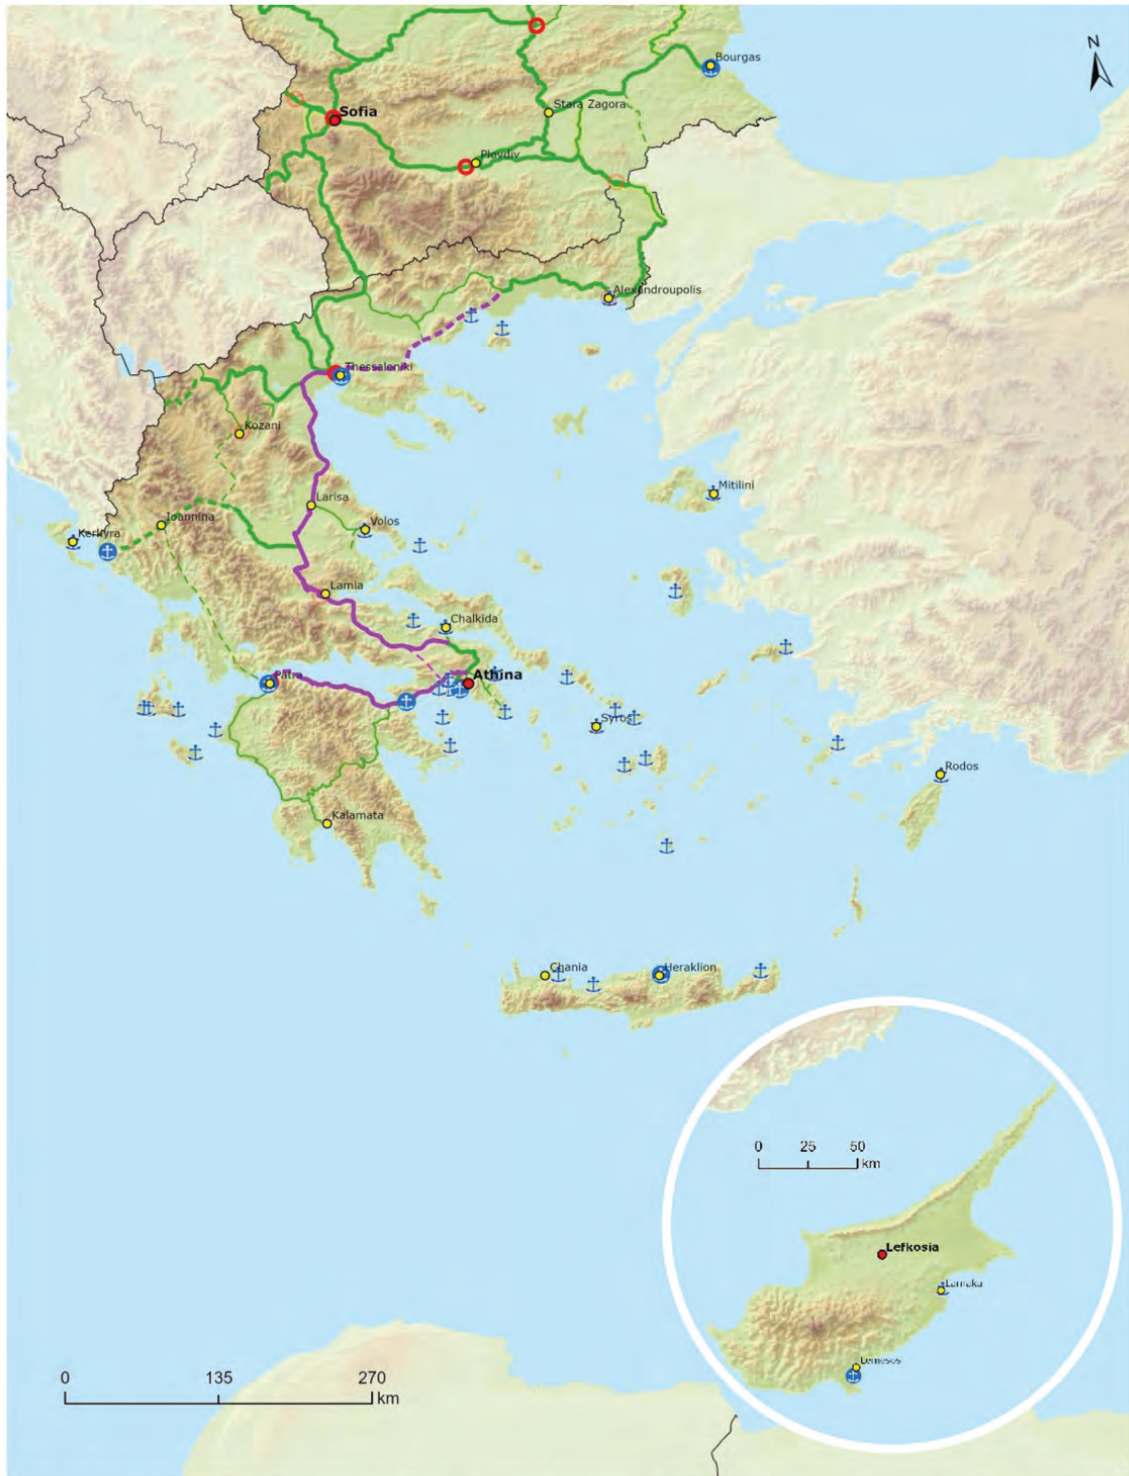 N
Bourgas
Stara Zagora
Sofia
Plovdiv
Alexandroupolis
Thessaloniki
Kozani
Mitilini
Larisa
Ioannina
Volos
Kerkyra
Lamia
Chalkida
Patra
Athina
Syros
Rodos
Kalamata
Chania
Heraklion
0 25 50
km
Lefkosia
Larnaka
Lemesos
0 135 270
km